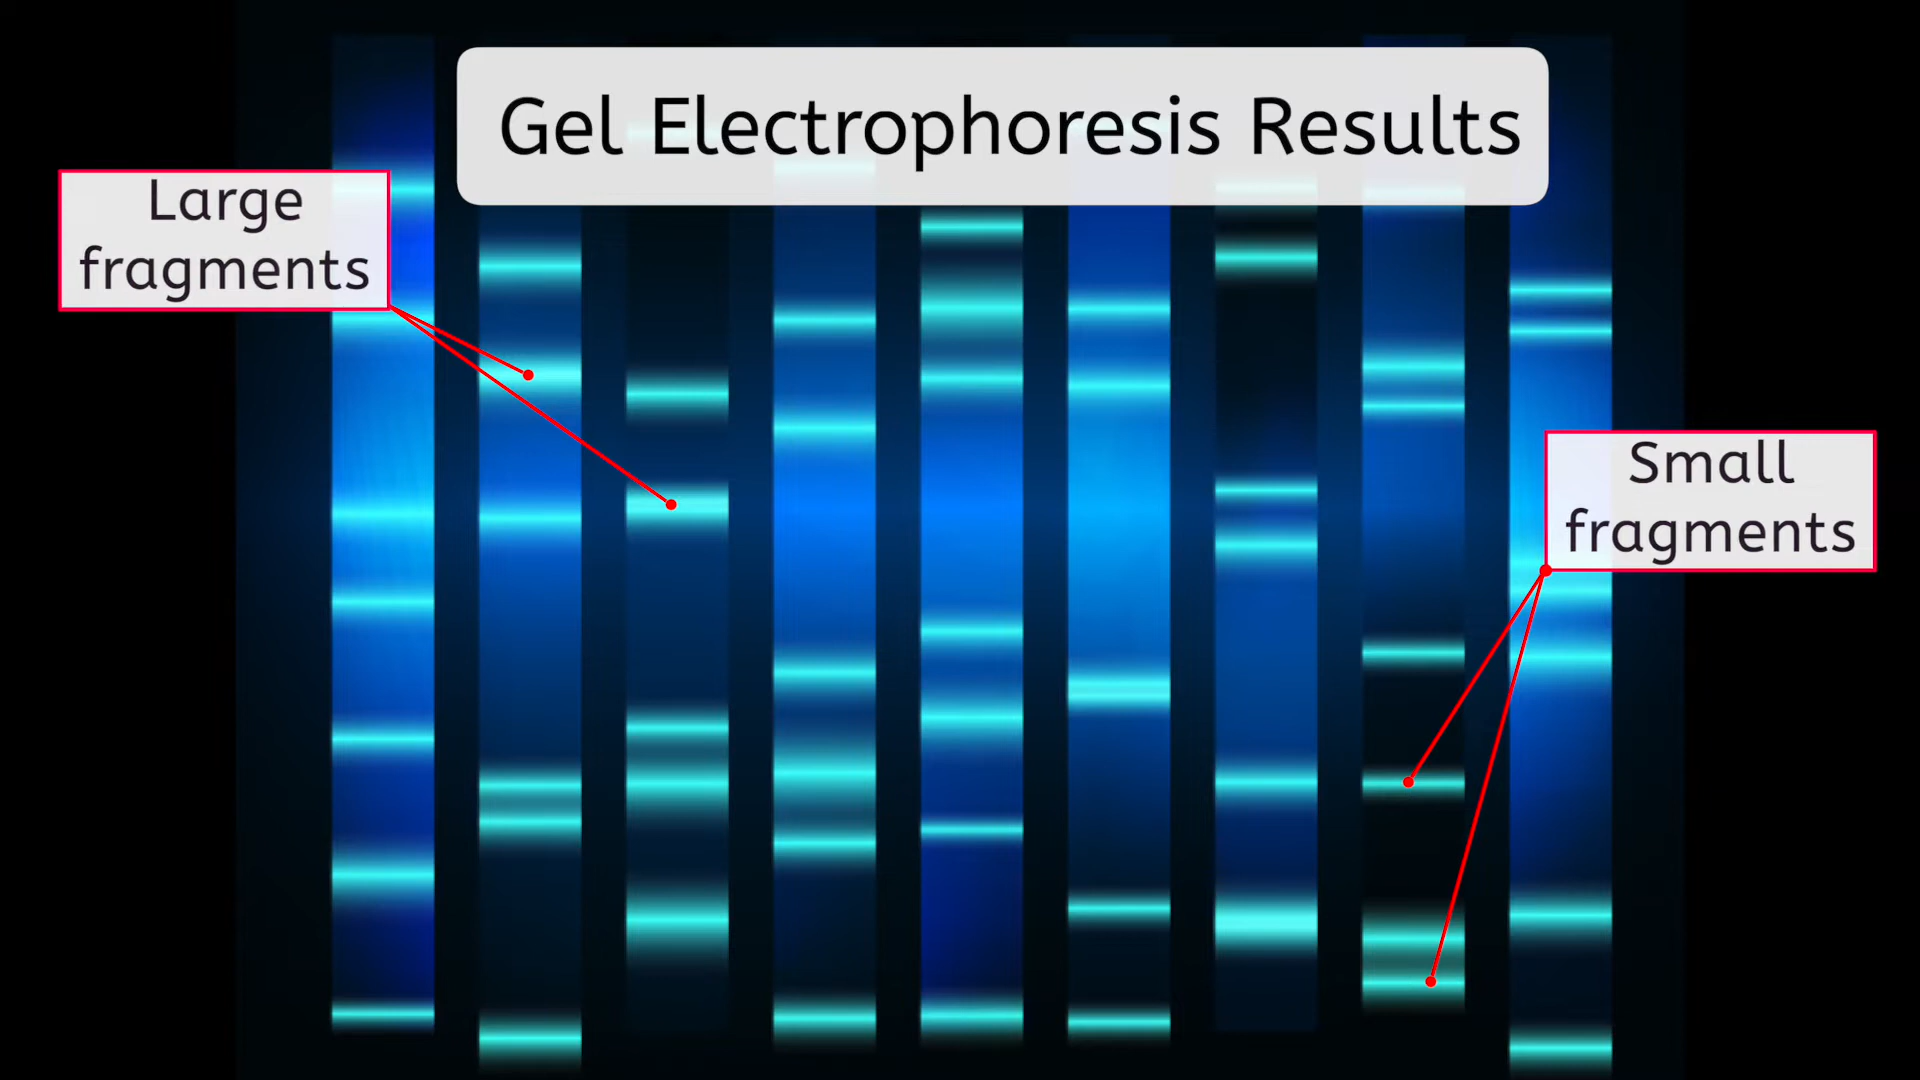 Gel Electrophoresis Results
Large
fragments
Small
fragments